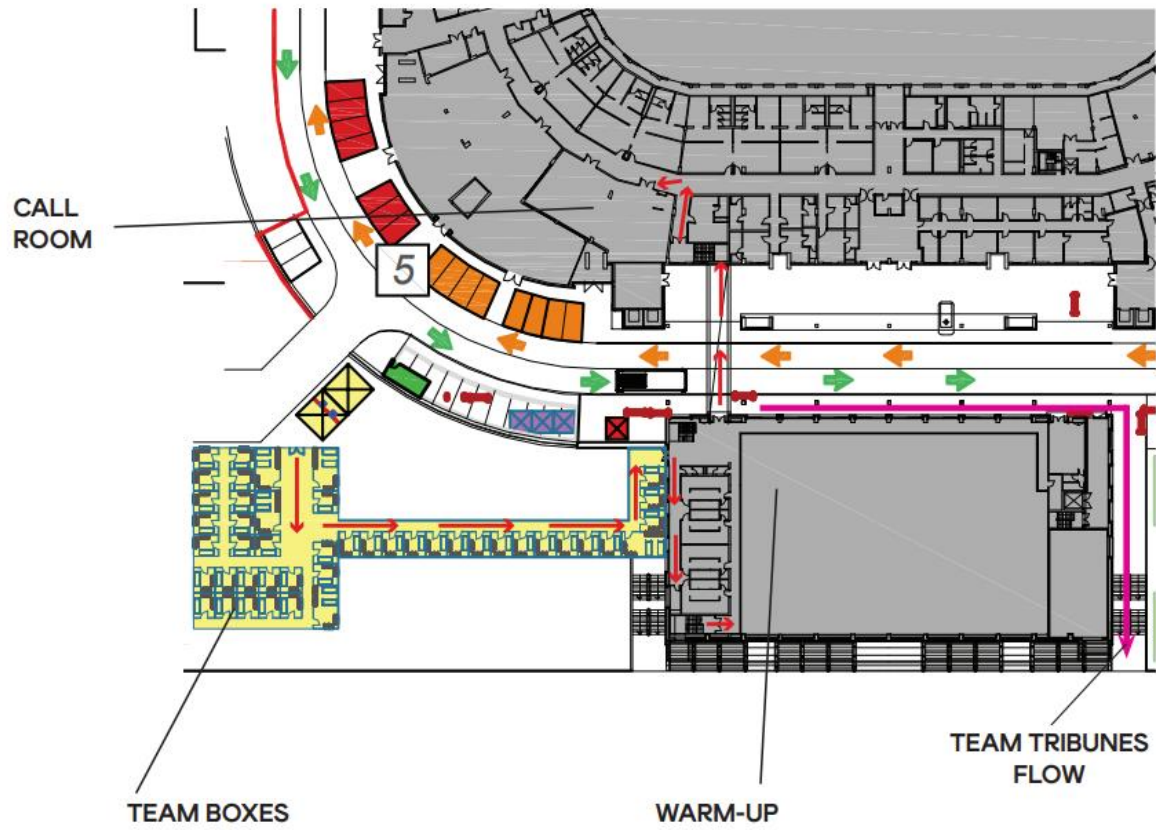 CALL
ROOM
5
TEAM TRIBUNES
FLOW
TEAM BOXES
WARM-UP